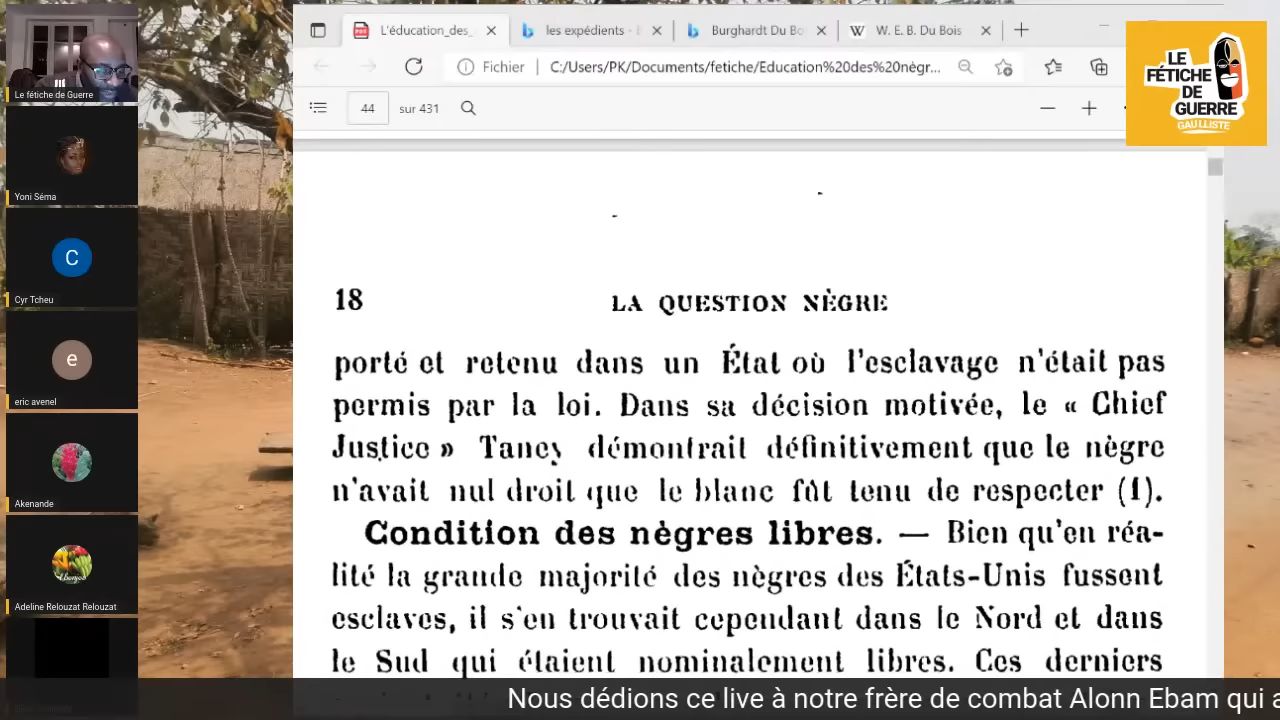 L'éducation_des_
les expédients -
Burghardt Du Bo
W. E. B. Du Bois
Fichier
C:/Users/PK/Documents/fetiche/Education%20des%20nègr...
44
sur 431
LE
FÉTICHE
DE
GUERRE
GAULLISTE
Le fétiche de Guerre
Yoni Séma
C
Cyr Tcheu
e
eric avenel
Akenande
Adeline Relouzat Relouzat
18
LA QUESTION NÈGRE
porté et retenu dans un État où l'esclavage n'était pas
permis par la loi. Dans sa décision motivée, le « Chief
Justice » Taney démontrait définitivement que le nègre
n'avait nul droit que le blanc fût tenu de respecter (1).
Condition des nègres libres. — Bien qu'en réa-
lité la grande majorité des nègres des États-Unis fussent
esclaves, il s'en trouvait cependant dans le Nord et dans
le Sud qui étaient nominalement libres. Ces derniers
Nous dédions ce live à notre frère de combat Alonn Ebam qui a